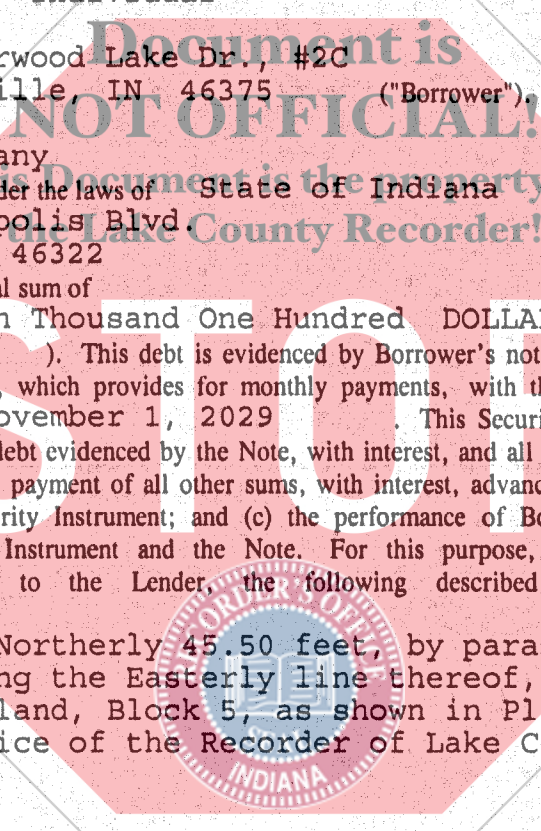 Document is
rwood Lake Dr., #2C
ille, IN 46375 ("Borrower").
NOT OFFICIAL!
any
is Document is the property
der the laws of State of Indiana
polis Blvd.
the Lake County Recorder!
46322
al sum of
n Thousand One Hundred DOLLA
). This debt is evidenced by Borrower's not
, which provides for monthly payments, with th
ovember 1, 2029 . This Securi
debt evidenced by the Note, with interest, and all
payment of all other sums, with interest, advanc
rity Instrument; and (c) the performance of Bo
Instrument and the Note. For this purpose,
to the Lender, the following described
STOP
Northerly 45.50 feet, by para
ng the Easterly line thereof,
land, Block 5, as shown in Pl
ice of the Recorder of Lake C
RECORDER'S OFFICE
SEAL
INDIANA